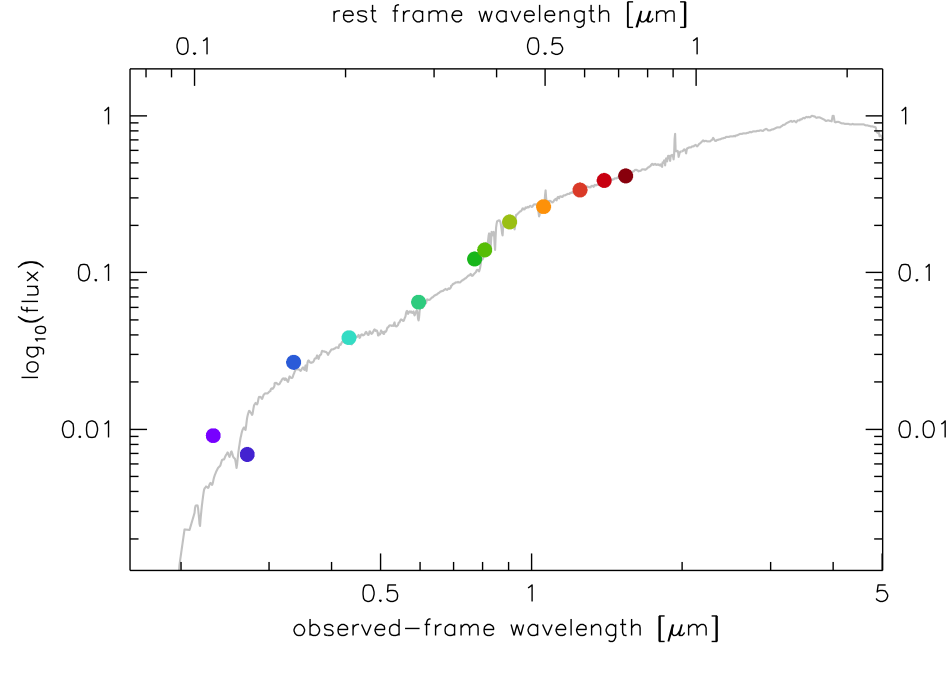 rest frame wavelength [μm]
0.1 0.5 1
1 1
0.1 0.1
0.01 0.01
log10(flux)
0.5 1 5
observed-frame wavelength [μm]